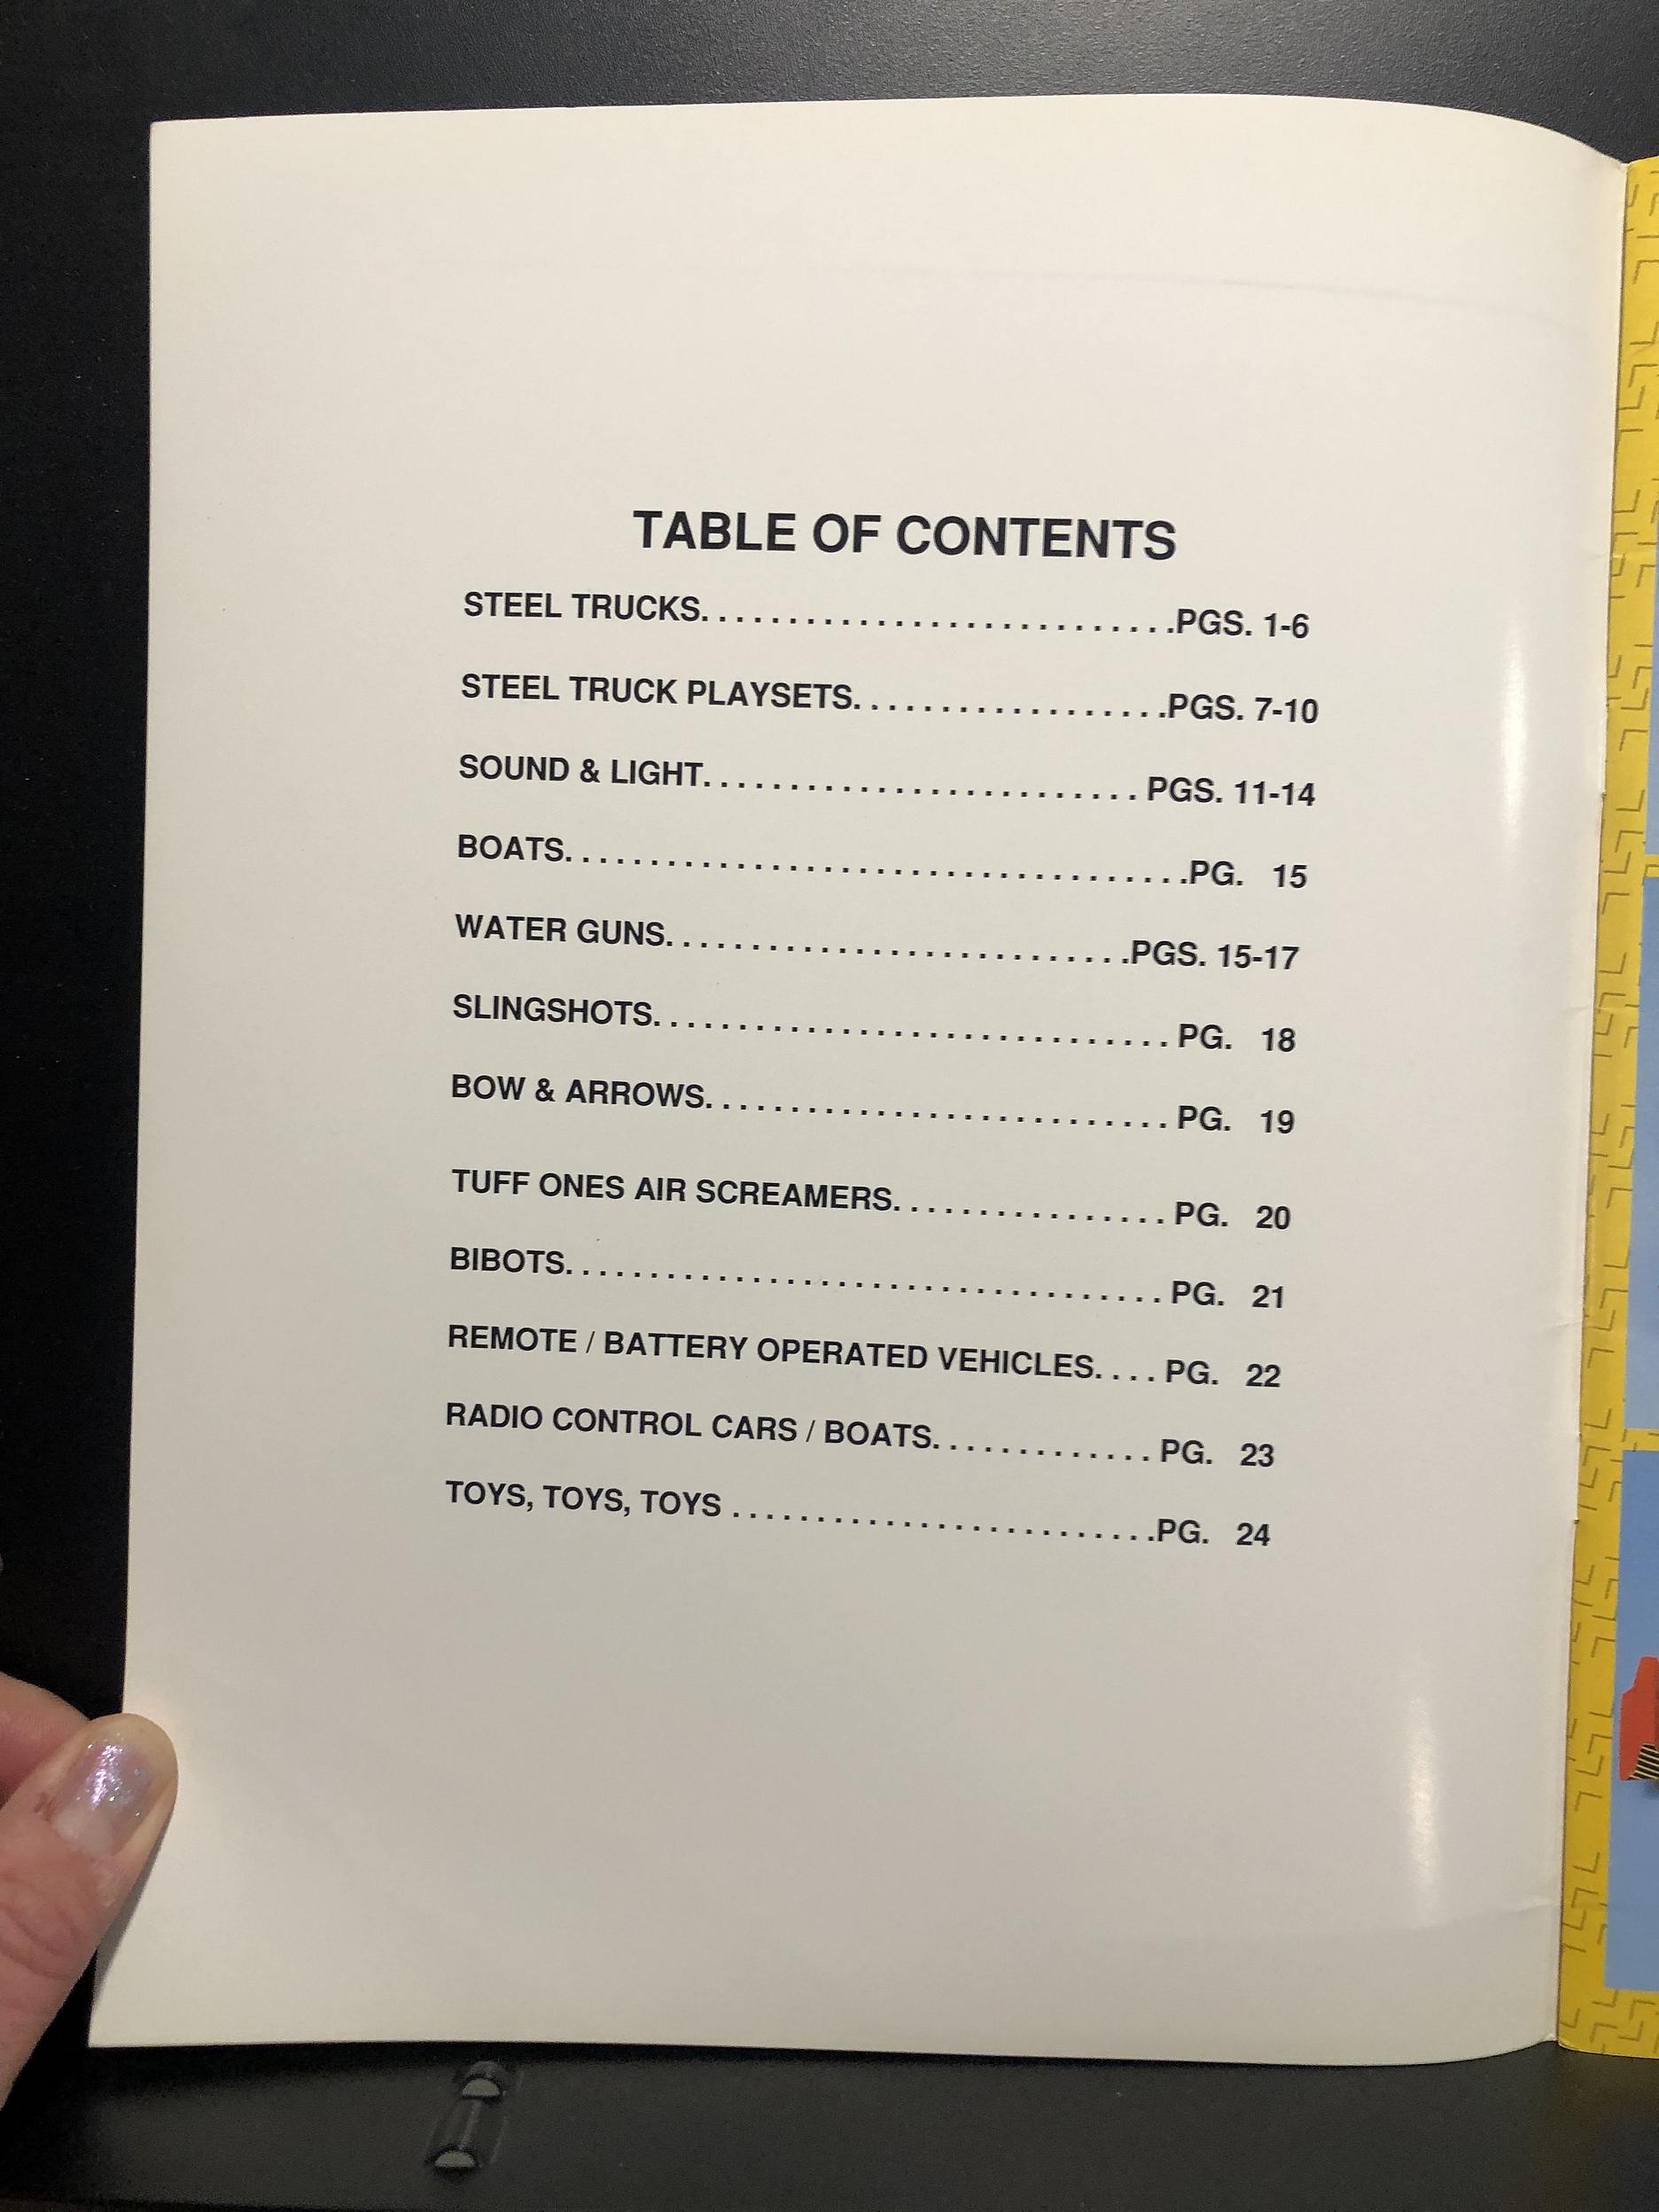 TABLE OF CONTENTS
STEEL TRUCKS. . . . . . . . . . . . . . . . . . . . . . . . . . . .PGS. 1-6
STEEL TRUCK PLAYSETS. . . . . . . . . . . . . . . . . . .PGS. 7-10
SOUND & LIGHT. . . . . . . . . . . . . . . . . . . . . . . . . PGS. 11-14
BOATS. . . . . . . . . . . . . . . . . . . . . . . . . . . . . . . . . . . . .PG. 15
WATER GUNS. . . . . . . . . . . . . . . . . . . . . . . . . . .PGS. 15-17
SLINGSHOTS. . . . . . . . . . . . . . . . . . . . . . . . . . . . . . PG. 18
BOW & ARROWS. . . . . . . . . . . . . . . . . . . . . . . . . . . PG. 19
TUFF ONES AIR SCREAMERS. . . . . . . . . . . . . . . . PG. 20
BIBOTS. . . . . . . . . . . . . . . . . . . . . . . . . . . . . . . . . . . PG. 21
REMOTE / BATTERY OPERATED VEHICLES. . . . PG. 22
RADIO CONTROL CARS / BOATS. . . . . . . . . . . . . PG. 23
TOYS, TOYS, TOYS . . . . . . . . . . . . . . . . . . . . . . . . .PG. 24